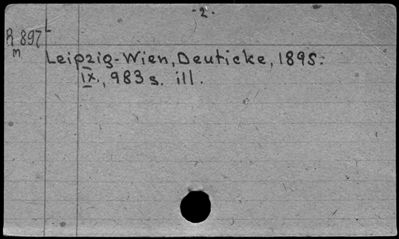 -2-
R 897
m
Leipzig-Wien, Deuticke, 1895.
IX, 983 s. ill.